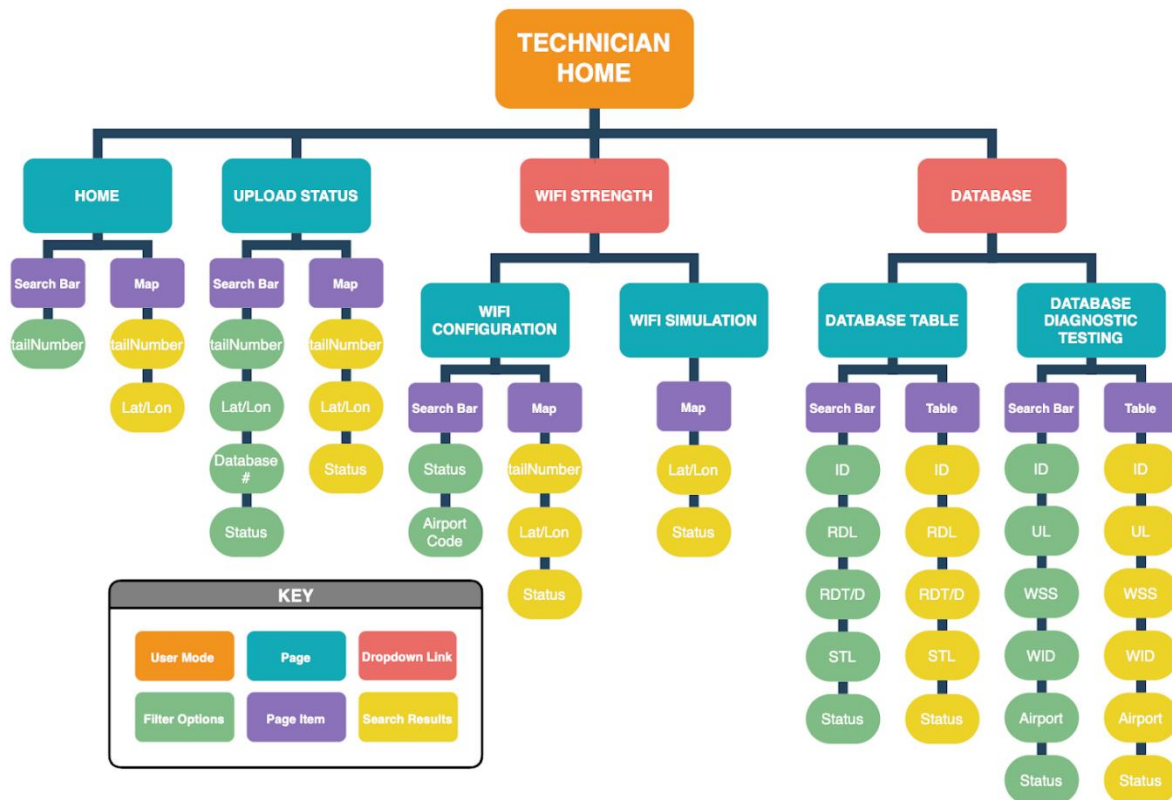 TECHNICIAN
HOME
HOME
UPLOAD STATUS
WIFI STRENGTH
DATABASE
Search Bar
Map
Search Bar
Map
WIFI
CONFIGURATION
WIFI SIMULATION
DATABASE TABLE
DATABASE
DIAGNOSTIC
TESTING
tailNumber
tailNumber
Lat/Lon
tailNumber
Lat/Lon
Database
#
Status
tailNumber
Lat/Lon
Status
Search Bar
Map
Map
Search Bar
Table
Search Bar
Table
Status
Airport
Code
tailNumber
Lat/Lon
Status
Lat/Lon
Status
ID
RDL
RDT/D
STL
Status
ID
RDL
RDT/D
STL
Status
ID
UL
WSS
WID
Airport
Status
ID
UL
WSS
WID
Airport
Status
KEY
User Mode
Page
Dropdown Link
Filter Options
Page Item
Search Results